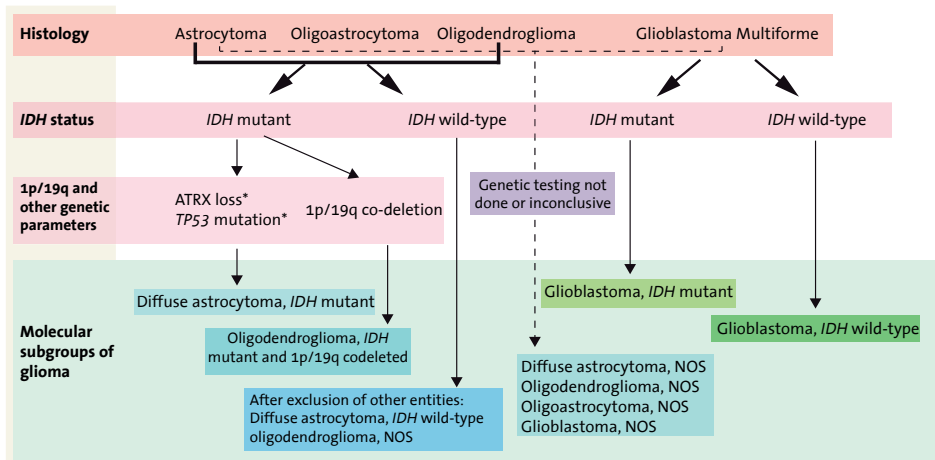 Histology
Astrocytoma Oligoastrocytoma Oligodendroglioma Glioblastoma Multiforme
IDH status
IDH mutant IDH wild-type IDH mutant IDH wild-type
1p/19q and
other genetic
parameters
ATRX loss*
TP53 mutation*
1p/19q co-deletion
Genetic testing not
done or inconclusive
Molecular
subgroups of
glioma
Diffuse astrocytoma, IDH mutant
Oligodendroglioma, IDH
mutant and 1p/19q codeleted
After exclusion of other entities:
Diffuse astrocytoma, IDH wild-type
oligodendroglioma, NOS
Glioblastoma, IDH mutant
Glioblastoma, IDH wild-type
Diffuse astrocytoma, NOS
Oligodendroglioma, NOS
Oligoastrocytoma, NOS
Glioblastoma, NOS